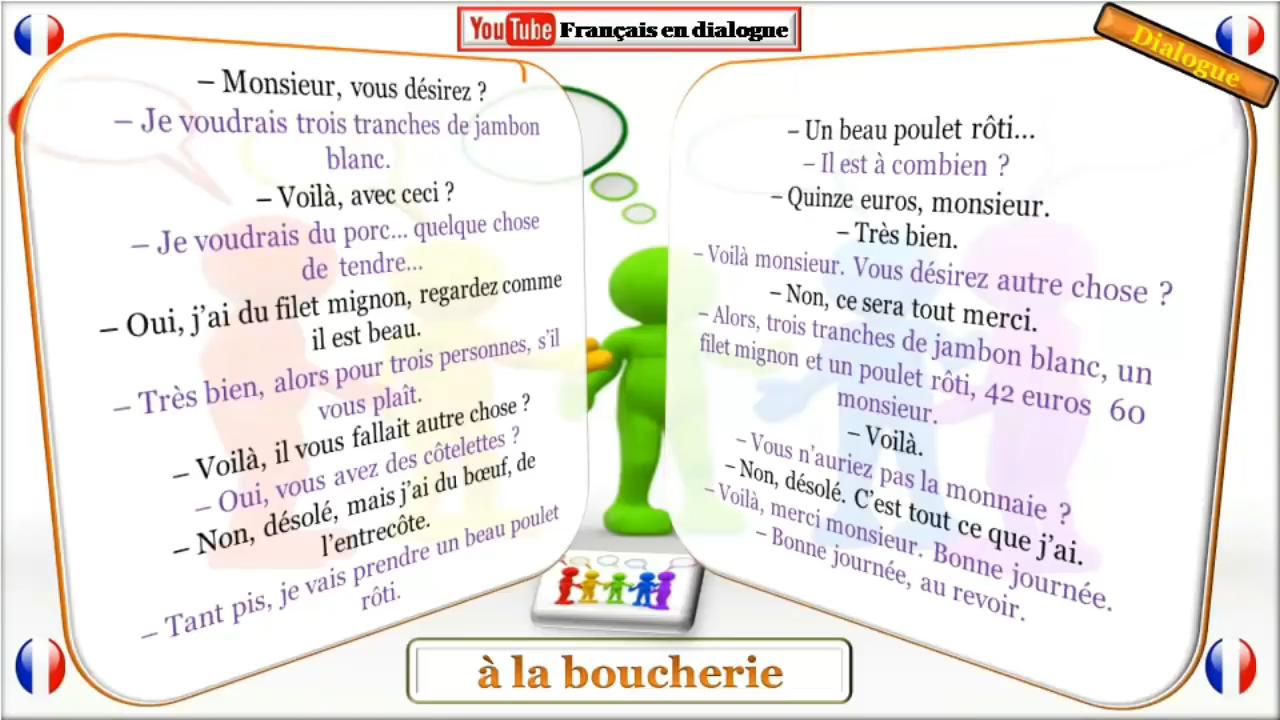 YouTube Français en dialogue
Dialogue
– Monsieur, vous désirez ?
– Je voudrais trois tranches de jambon
blanc.
– Voilà, avec ceci ?
– Je voudrais du porc... quelque chose
de tendre...
– Oui, j'ai du filet mignon, regardez comme
il est beau.
– Très bien, alors pour trois personnes, s'il
vous plaît.
– Voilà, il vous fallait autre chose ?
– Oui, vous avez des côtelettes ?
– Non, désolé, mais j'ai du bœuf, de
l'entrecôte.
– Tant pis, je vais prendre un beau poulet
rôti.
– Un beau poulet rôti...
– Il est à combien ?
– Quinze euros, monsieur.
– Très bien.
– Voilà monsieur. Vous désirez autre chose ?
– Non, ce sera tout merci.
– Alors, trois tranches de jambon blanc, un
filet mignon et un poulet rôti, 42 euros 60
monsieur.
– Voilà.
– Vous n'auriez pas la monnaie ?
– Non, désolé. C'est tout ce que j'ai.
– Voilà, merci monsieur. Bonne journée.
– Bonne journée, au revoir.
à la boucherie